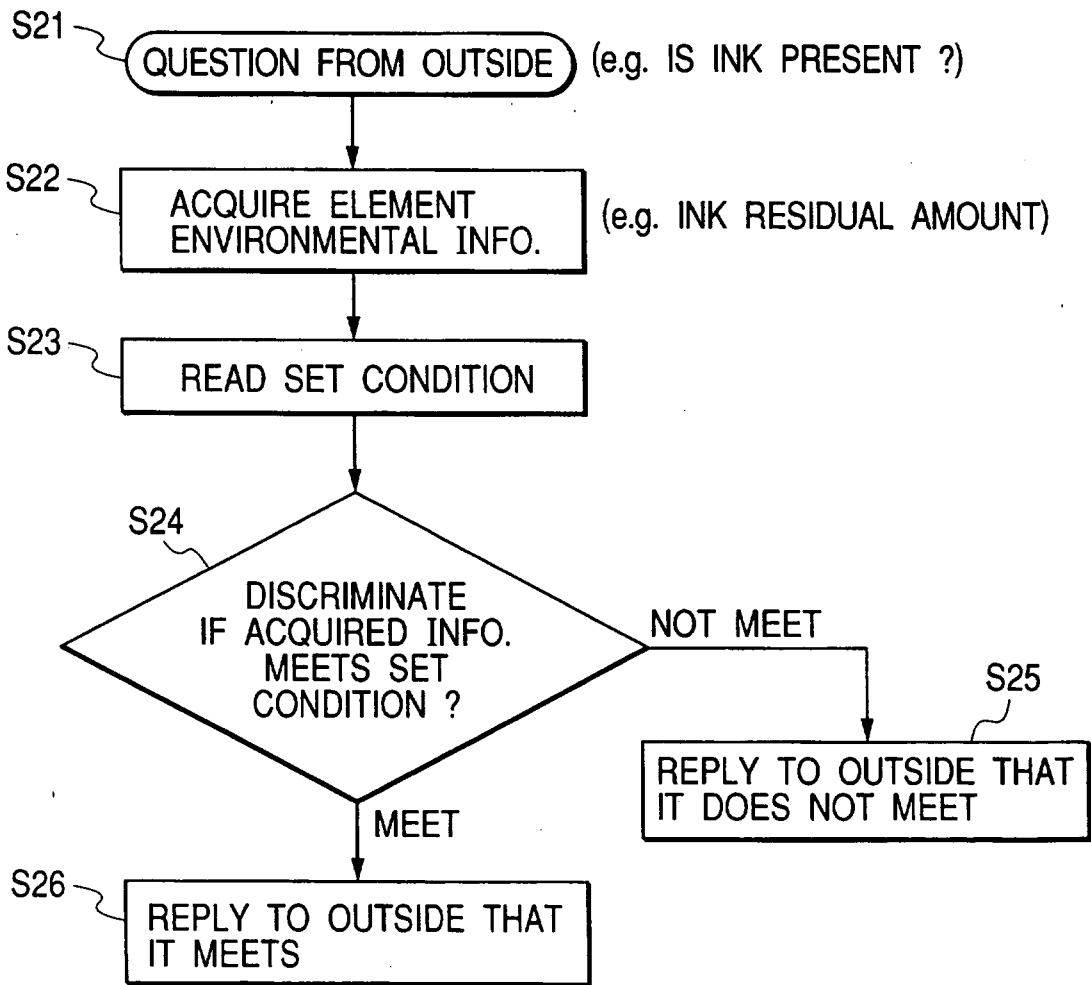 S21
QUESTION FROM OUTSIDE
(e.g. IS INK PRESENT ?)
S22
ACQUIRE ELEMENT
ENVIRONMENTAL INFO.
(e.g. INK RESIDUAL AMOUNT)
S23
READ SET CONDITION
S24
DISCRIMINATE
IF ACQUIRED INFO.
MEETS SET
CONDITION ?
NOT MEET
S25
REPLY TO OUTSIDE THAT
IT DOES NOT MEET
MEET
S26
REPLY TO OUTSIDE THAT
IT MEETS